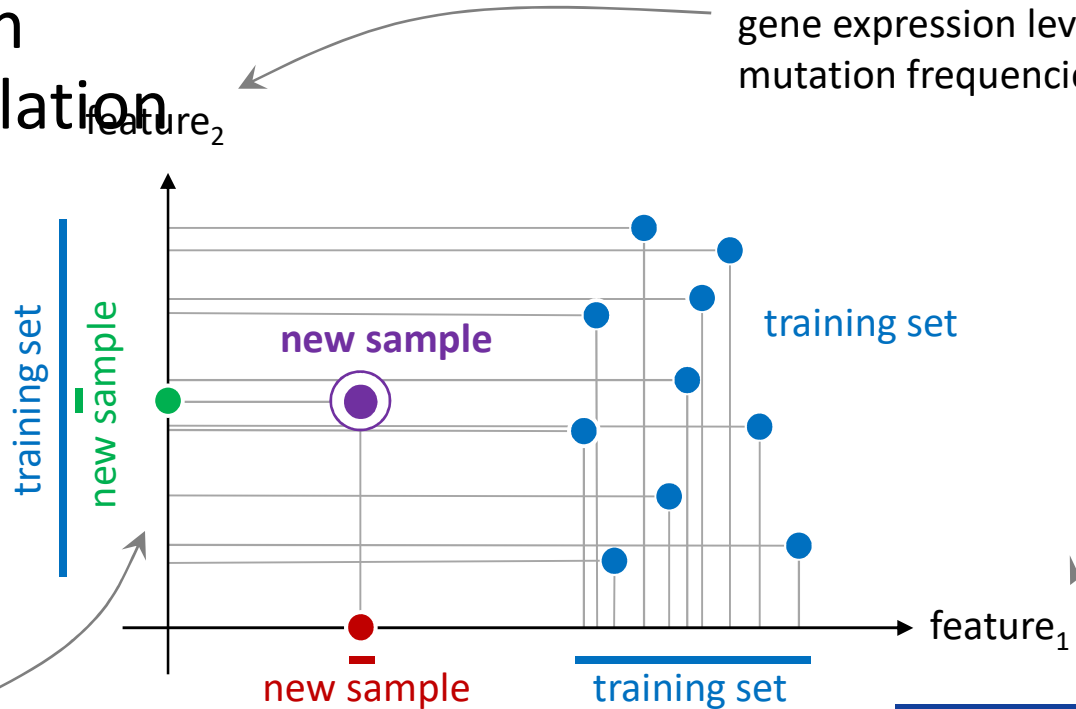 gene expression lev
mutation frequencie
feature₂
training set
new sample
new sample
training set
feature₁
new sample
training set